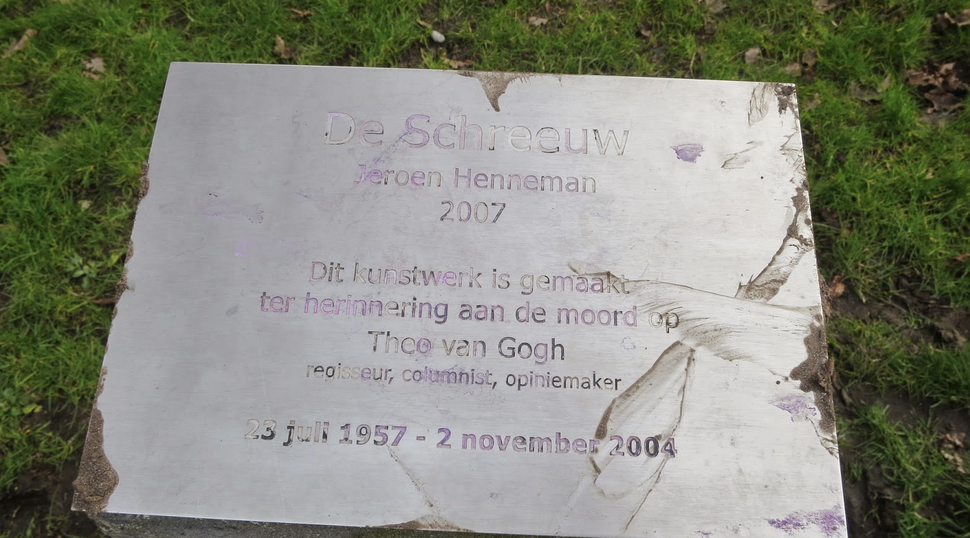 De Schreeuw
Jeroen Henneman
2007
Dit kunstwerk is gemaakt
ter herinnering aan de moord op
Theo van Gogh
regisseur, columnist, opiniemaker
23 juli 1957 - 2 november 2004